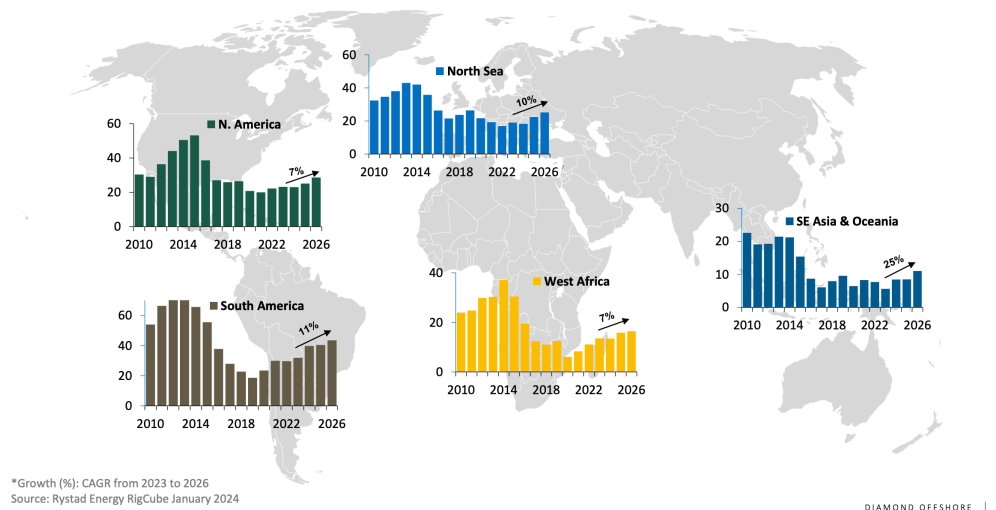 60
North Sea
40
10%
20
0
2010 2014 2018 2022 2026
60
N. America
40
7%
20
0
2010 2014 2018 2022 2026
30
SE Asia & Oceania
20
25%
10
0
2010 2014 2018 2022 2026
40
West Africa
20
7%
0
2010 2014 2018 2022 2026
South America
60
11%
40
20
0
2010 2014 2018 2022 2026
*Growth (%): CAGR from 2023 to 2026
Source: Rystad Energy RigCube January 2024
DIAMOND OFFSHORE |